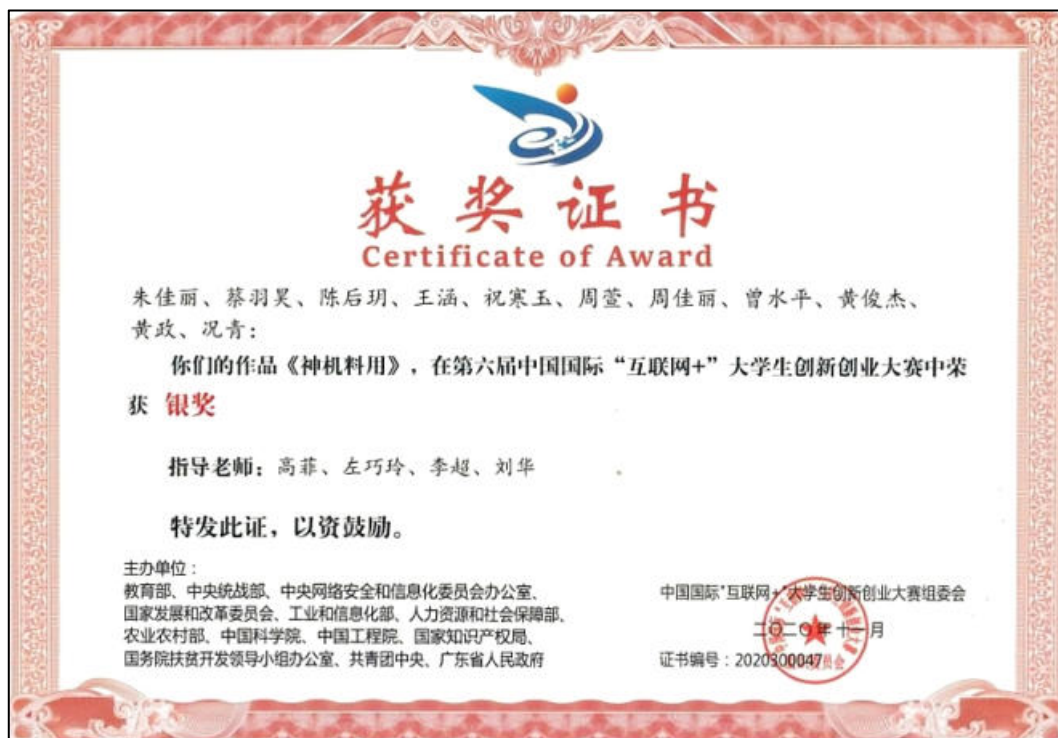 获奖证书
Certificate of Award
朱佳丽、蔡羽昊、陈后玥、王涵、祝寒玉、周萱、周佳丽、曾水平、黄俊杰、
黄政、况青：
你们的作品《神机料用》，在第六届中国国际“互联网+”大学生创新创业大赛中荣
获 银奖
指导老师：高菲、左巧玲、李超、刘华
特发此证，以资鼓励。
主办单位：
教育部、中央统战部、中央网络安全和信息化委员会办公室、
国家发展和改革委员会、工业和信息化部、人力资源和社会保障部、
农业农村部、中国科学院、中国工程院、国家知识产权局、
国务院扶贫开发领导小组办公室、共青团中央、广东省人民政府
中国国际“互联网+”大学生创新创业大赛组委会
二〇二〇年十一月
证书编号：2020300047